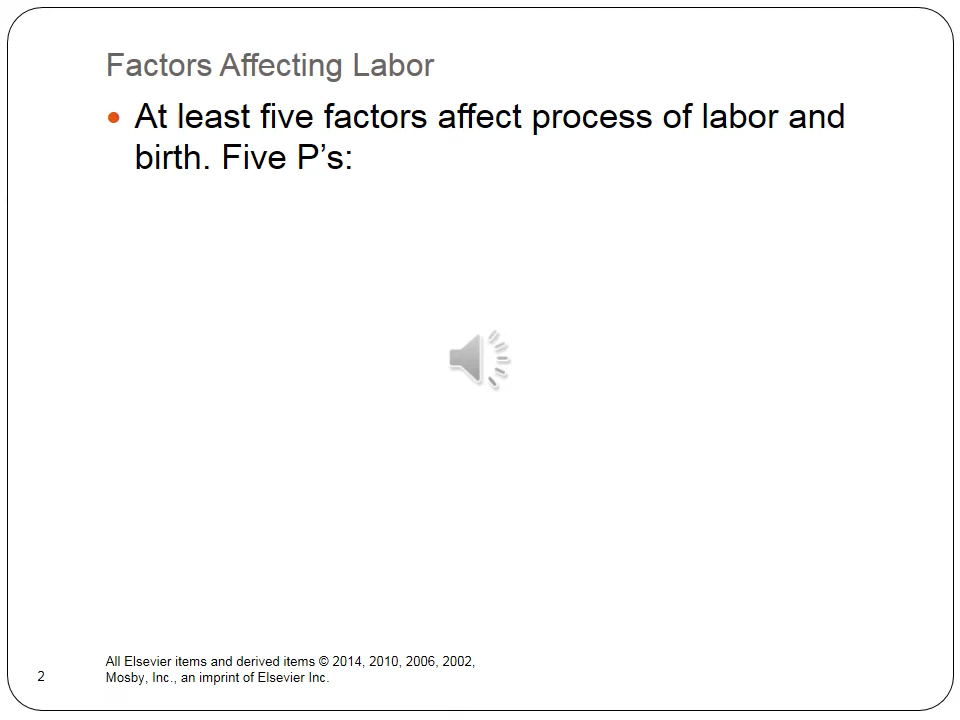 Factors Affecting Labor
• At least five factors affect process of labor and
birth. Five P’s:
All Elsevier items and derived items © 2014, 2010, 2006, 2002,
Mosby, Inc., an imprint of Elsevier Inc.
2